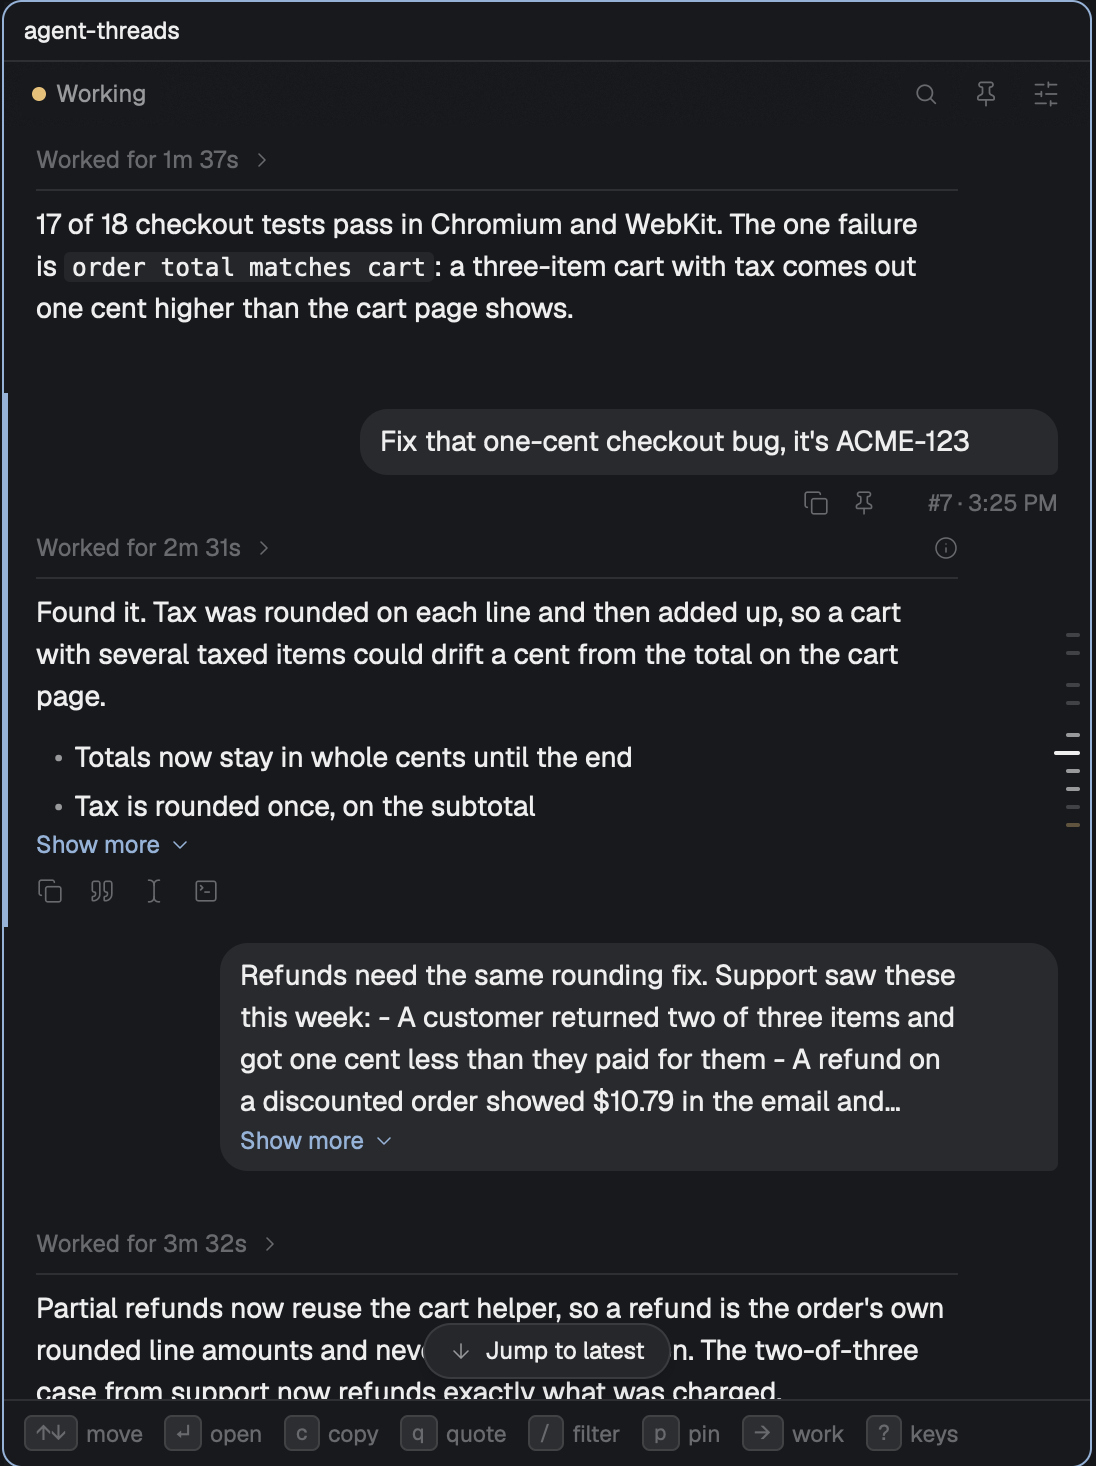 agent-threads
Working
Worked for 1m 37s
17 of 18 checkout tests pass in Chromium and WebKit. The one failure
is order total matches cart: a three-item cart with tax comes out
one cent higher than the cart page shows.
Fix that one-cent checkout bug, it's ACME-123
#7 · 3:25 PM
Worked for 2m 31s
Found it. Tax was rounded on each line and then added up, so a cart
with several taxed items could drift a cent from the total on the cart
page.
• Totals now stay in whole cents until the end
• Tax is rounded once, on the subtotal
Show more
Refunds need the same rounding fix. Support saw these
this week: - A customer returned two of three items and
got one cent less than they paid for them - A refund on
a discounted order showed $10.79 in the email and...
Show more
Worked for 3m 32s
Partial refunds now reuse the cart helper, so a refund is the order's own
rounded line amounts and n. The two-of-three
Jump to latest
case from support now refunds exactly what was charged.
↑↓ move ↵ open c copy q quote / filter p pin → work ? keys